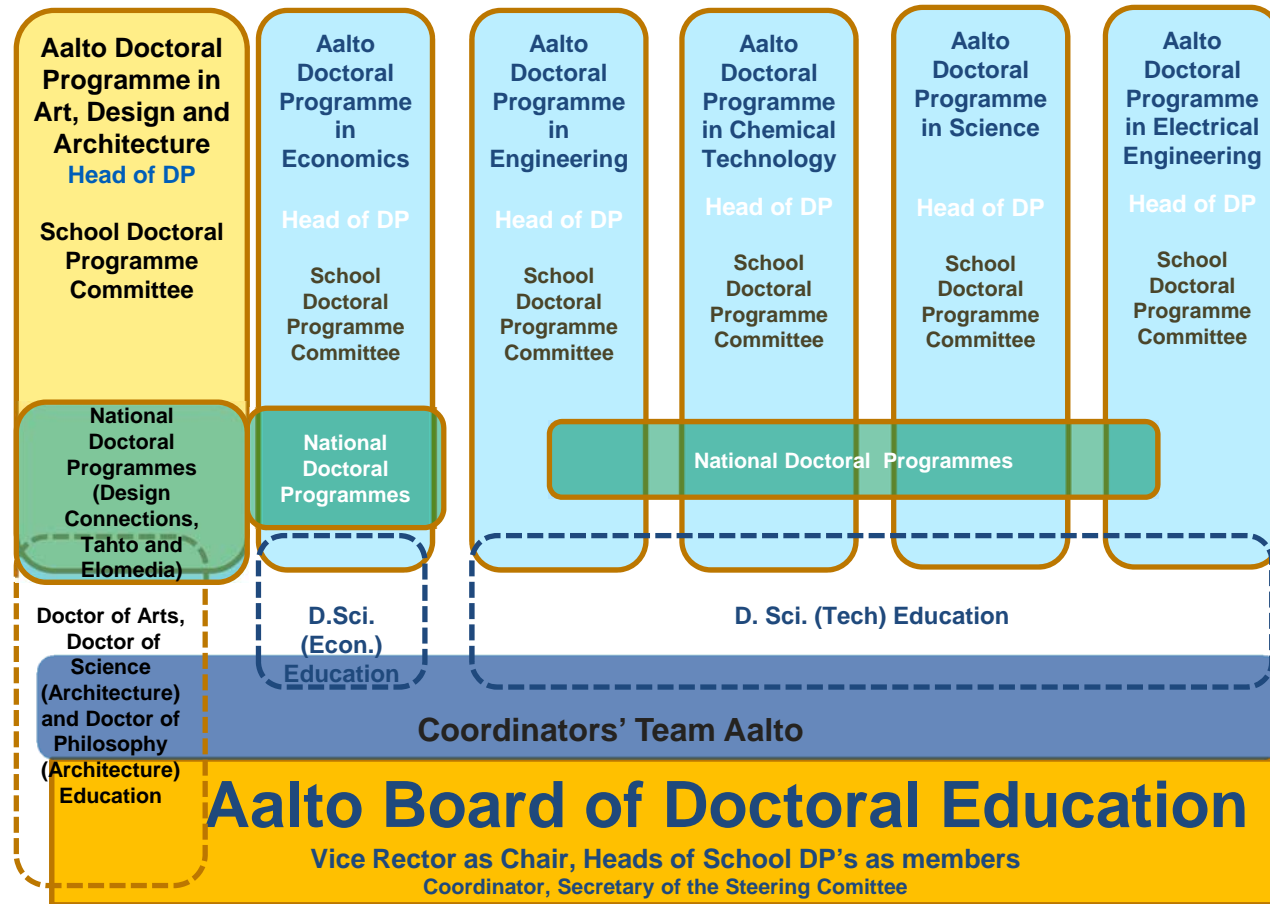 Aalto Doctoral
Programme in
Art, Design and
Architecture
Head of DP
School Doctoral
Programme
Committee
Aalto
Doctoral
Programme
in
Economics
Head of DP
School
Doctoral
Programme
Committee
Aalto
Doctoral
Programme
in
Engineering
Head of DP
School
Doctoral
Programme
Committee
Aalto
Doctoral
Programme
in Chemical
Technology
Head of DP
School
Doctoral
Programme
Committee
Aalto
Doctoral
Programme
in Science
Head of DP
School
Doctoral
Programme
Committee
Aalto
Doctoral
Programme
in Electrical
Engineering
Head of DP
School
Doctoral
Programme
Committee
National
Doctoral
Programmes
(Design
Connections,
Tahto and
Elomedia)
National
Doctoral
Programmes
National Doctoral Programmes
Doctor of Arts,
Doctor of
Science
(Architecture)
and Doctor of
Philosophy
(Architecture)
Education
D.Sci.
(Econ.)
Education
D. Sci. (Tech) Education
Coordinators’ Team Aalto
Aalto Board of Doctoral Education
Vice Rector as Chair, Heads of School DP’s as members
Coordinator, Secretary of the Steering Comittee